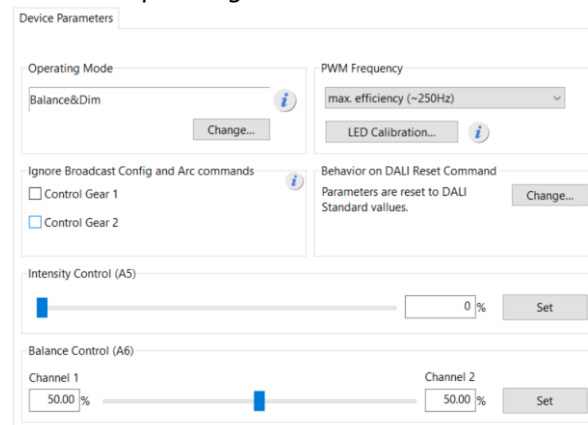 Device Parameters
Operating Mode
Balance&Dim
Change...
PWM Frequency
max. efficiency (~250Hz)
LED Calibration...
Ignore Broadcast Config and Arc commands
Control Gear 1
Control Gear 2
Behavior on DALI Reset Command
Parameters are reset to DALI
Standard vallues.
Change...
Intensity Control (A5)
0 %
Set
Balance Control (A6)
Channel 1
50.00 %
Channel 2
50.00 %
Set